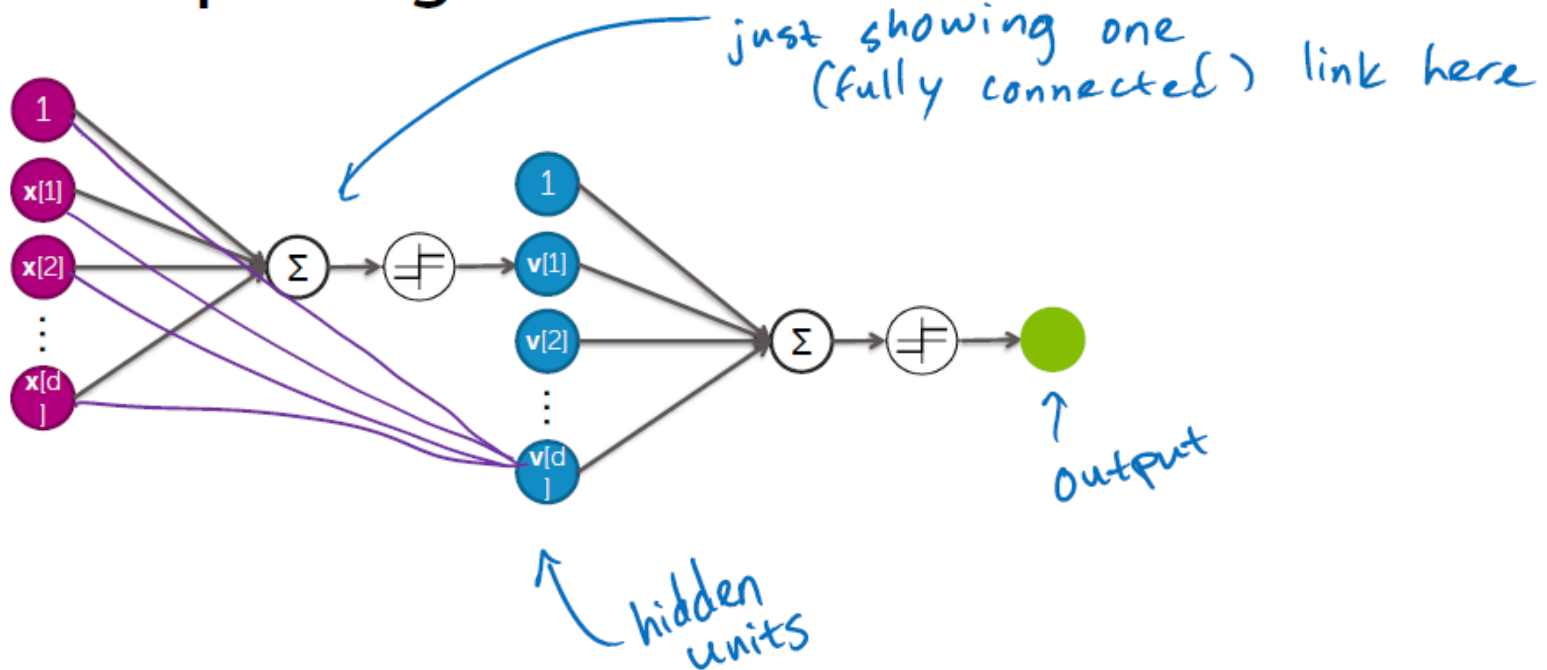 just showing one
(fully connected) link here
1
x[1]
x[2]
⋮
x[d
]
Σ
1
v[1]
v[2]
⋮
v[d
]
Σ
output
hidden
units